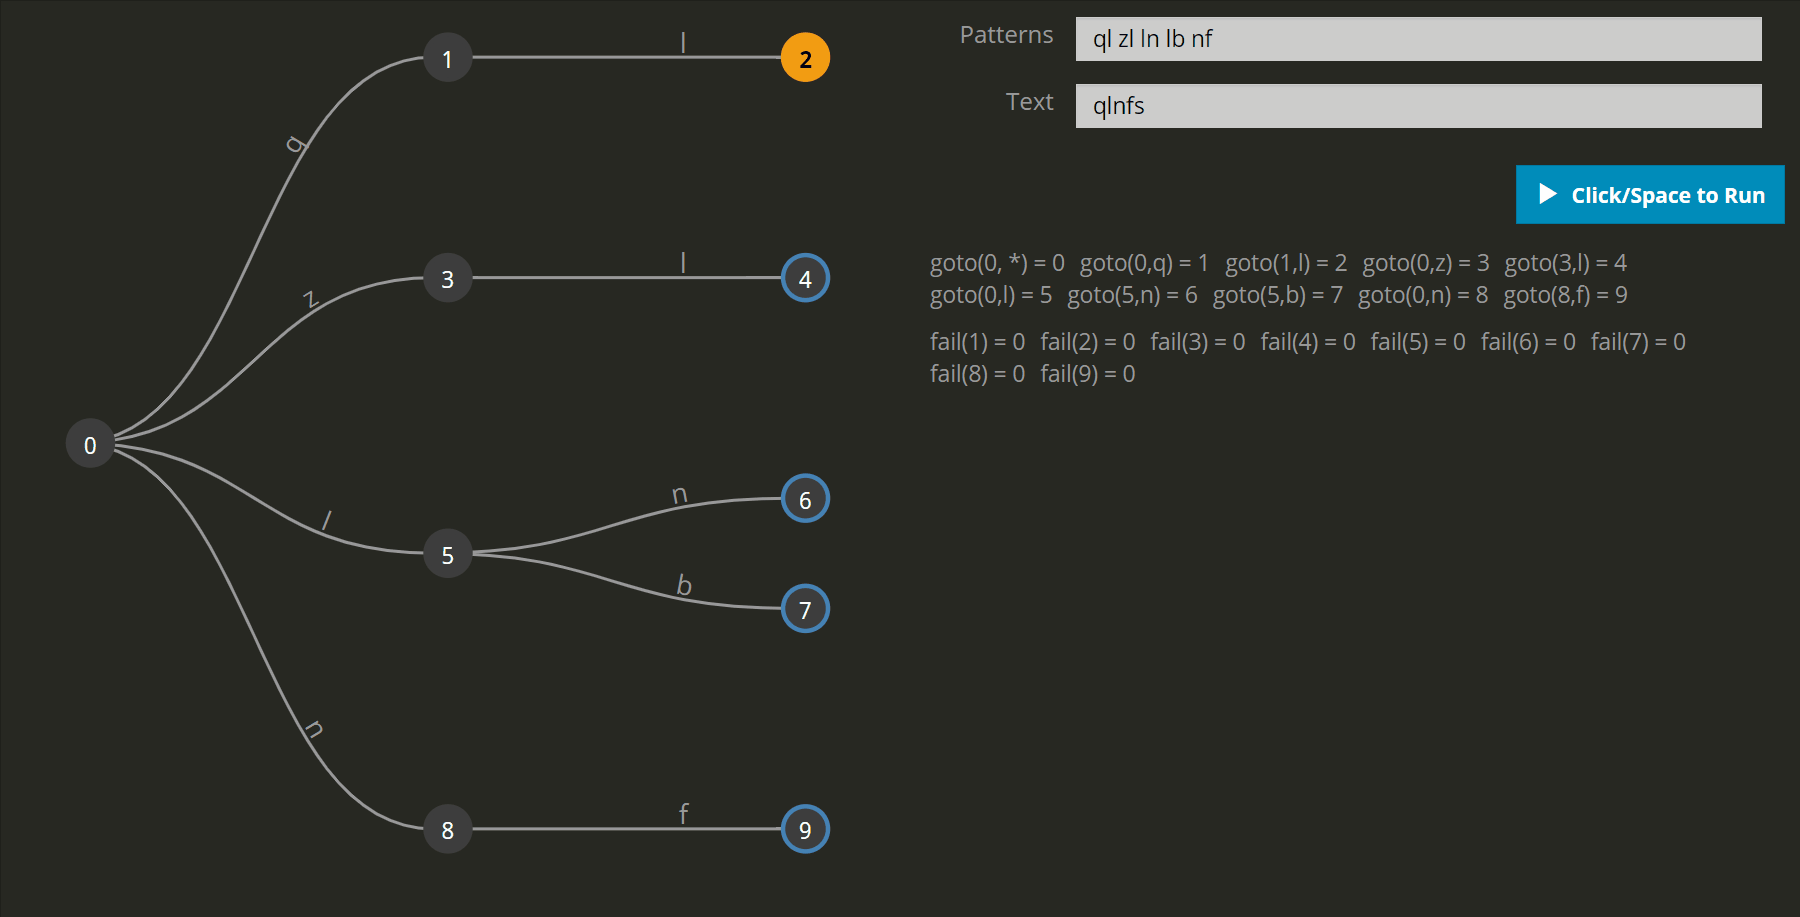 Patterns
ql zl ln lb nf
Text
qlnfs
Click/Space to Run
goto(0, *) = 0 goto(0,q) = 1 goto(1,l) = 2 goto(0,z) = 3 goto(3,l) = 4
goto(0,l) = 5 goto(5,n) = 6 goto(5,b) = 7 goto(0,n) = 8 goto(8,f) = 9
fail(1) = 0 fail(2) = 0 fail(3) = 0 fail(4) = 0 fail(5) = 0 fail(6) = 0 fail(7) = 0
fail(8) = 0 fail(9) = 0
1
l
2
q
3
l
4
z
0
l
5
n
6
b
7
n
8
f
9